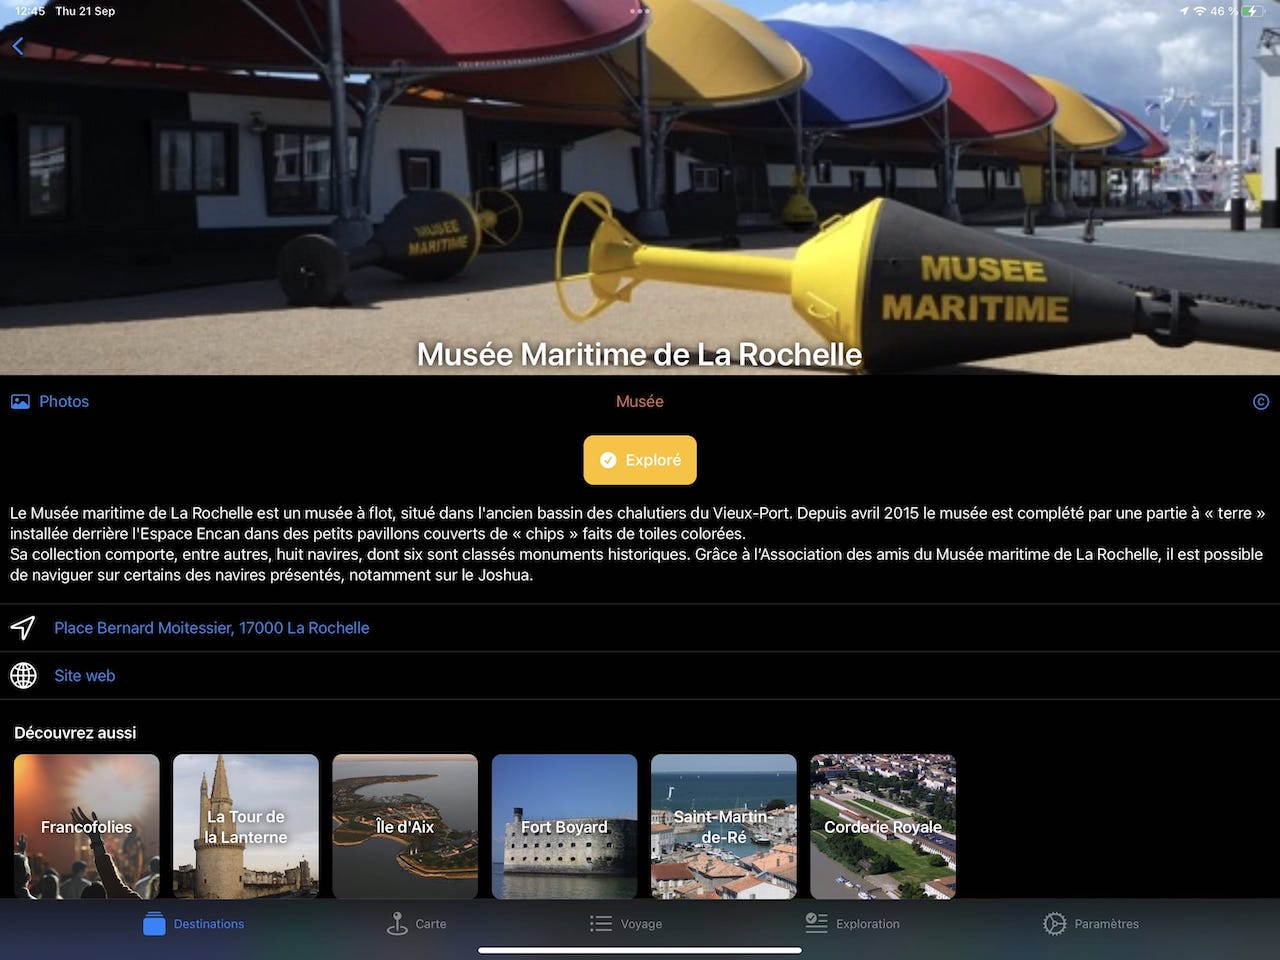 12:45 Thu 21 Sep
46 %
MUSEE
MARITIME
MUSEE
MARITIME
Musée Maritime de La Rochelle
Photos
Musée
Exploré
Le Musée maritime de La Rochelle est un musée à flot, situé dans l'ancien bassin des chalutiers du Vieux-Port. Depuis avril 2015 le musée est complété par une partie à « terre »
installée derrière l'Espace Encan dans des petits pavillons couverts de « chips » faits de toiles colorées.
Sa collection comporte, entre autres, huit navires, dont six sont classés monuments historiques. Grâce à l'Association des amis du Musée maritime de La Rochelle, il est possible
de naviguer sur certains des navires présentés, notamment sur le Joshua.
Place Bernard Moitessier, 17000 La Rochelle
Site web
Découvrez aussi
Francofolies
La Tour de
la Lanterne
Île d'Aix
Fort Boyard
Saint-Martin-
de-Ré
Corderie Royale
Destinations
Carte
Voyage
Exploration
Paramètres